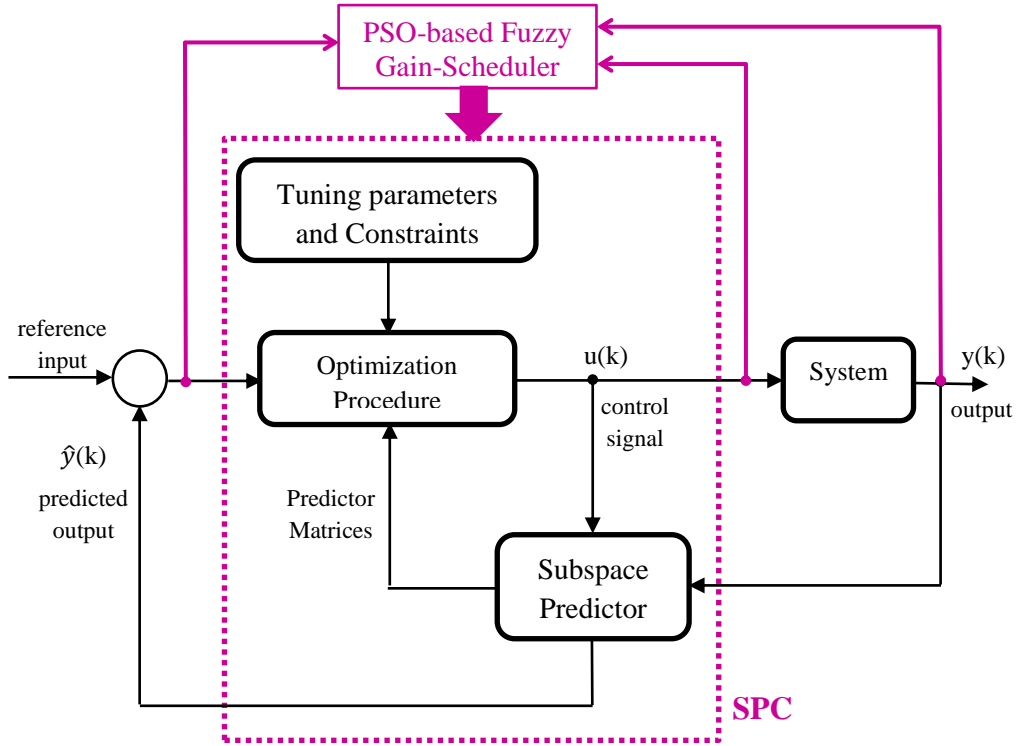 PSO-based Fuzzy
Gain-Scheduler
Tuning parameters
and Constraints
reference
input
Optimization
Procedure
u(k)
control
signal
System
y(k)
output
ŷ(k)
predicted
output
Predictor
Matrices
Subspace
Predictor
SPC